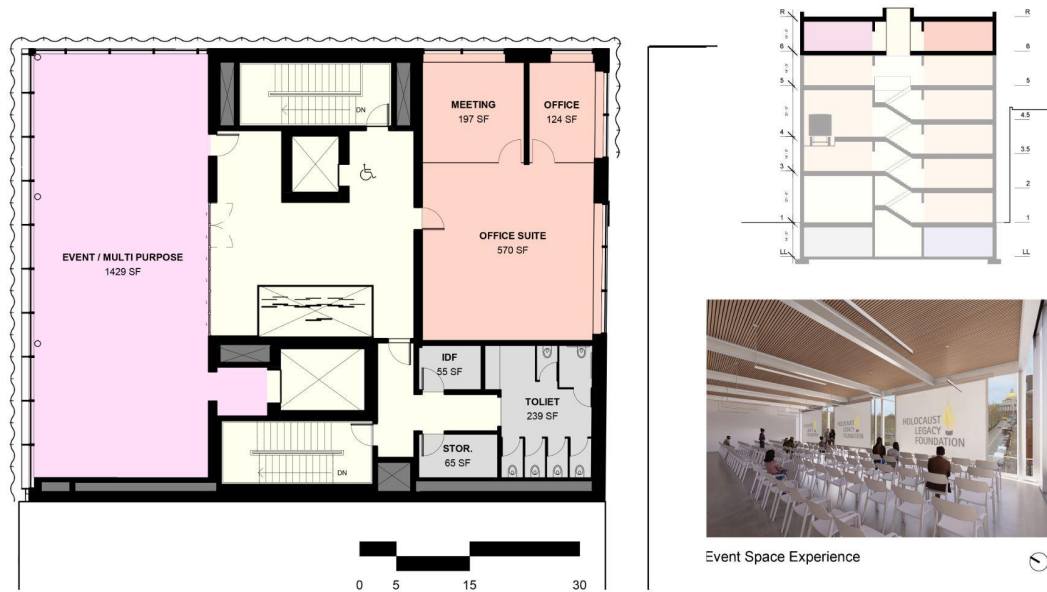 DN
MEETING
197 SF
OFFICE
124 SF
EVENT / MULTI PURPOSE
1429 SF
OFFICE SUITE
570 SF
IDF
55 SF
TOLIET
239 SF
STOR.
65 SF
DN
0 5 15 30
R R
6 6
5 5
4.5
4
3.5
3
2
1 1
LL LL
HOLOCAUST
LEGACY
FOUNDATION
Event Space Experience